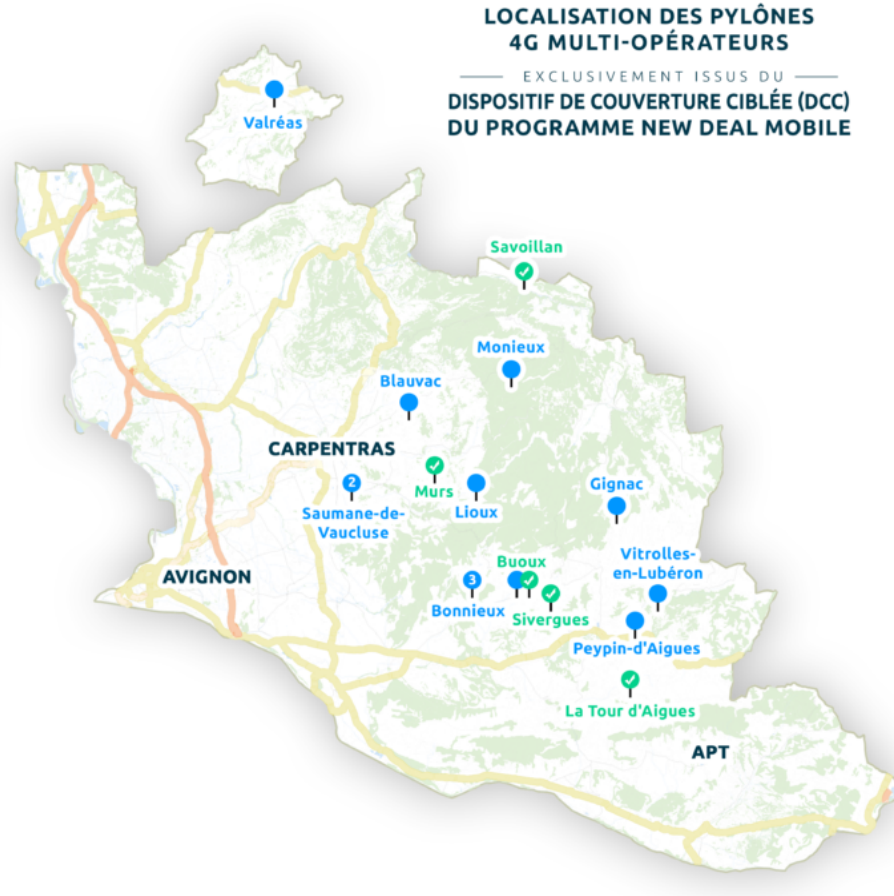 LOCALISATION DES PYLÔNES
4G MULTI-OPÉRATEURS
EXCLUSIVEMENT ISSUS DU
DISPOSITIF DE COUVERTURE CIBLÉE (DCC)
DU PROGRAMME NEW DEAL MOBILE
Valréas
Savoillan
Monieux
Blauvac
CARPENTRAS
Murs
2
Saumane-de-
Vaucluse
Lioux
Gignac
Vitrolles-
en-Lubéron
Buoux
AVIGNON
3
Bonnieux
Sivergues
Peypin-d'Aigues
La Tour d'Aigues
APT